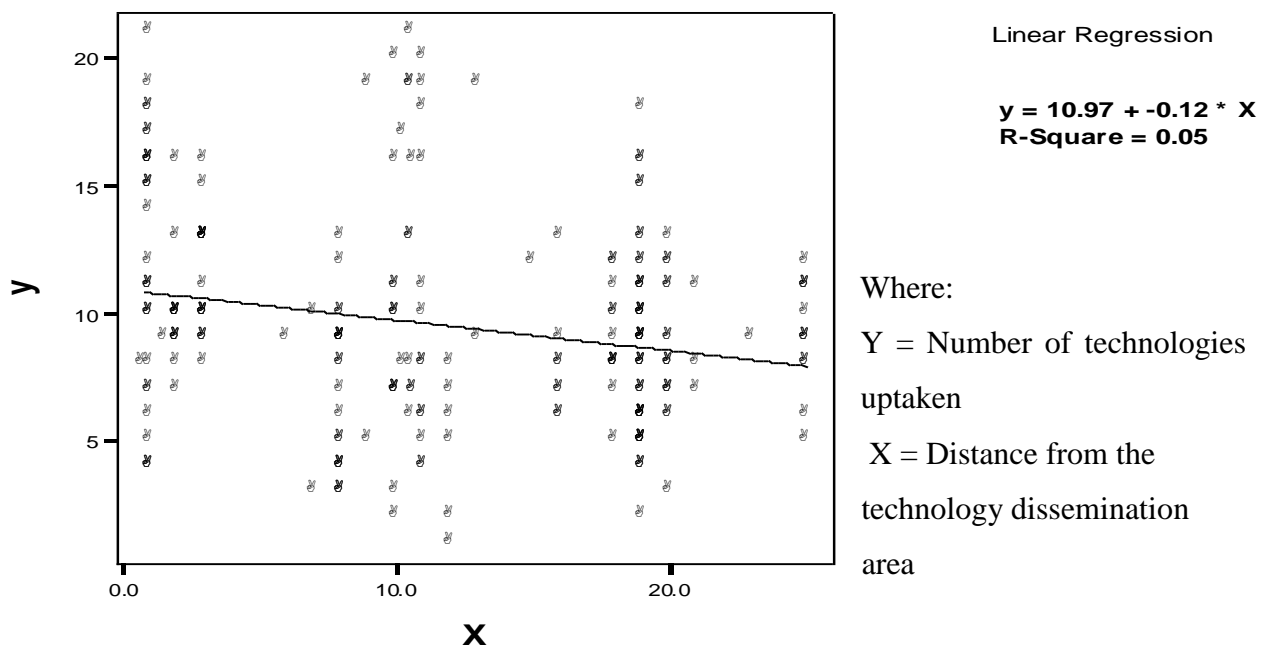 20
15
10
5
y
0.0
10.0
20.0
X
Linear Regression
y = 10.97 + -0.12 * X
R-Square = 0.05
Where:
Y = Number of technologies
uptaken
X = Distance from the
technology dissemination
area